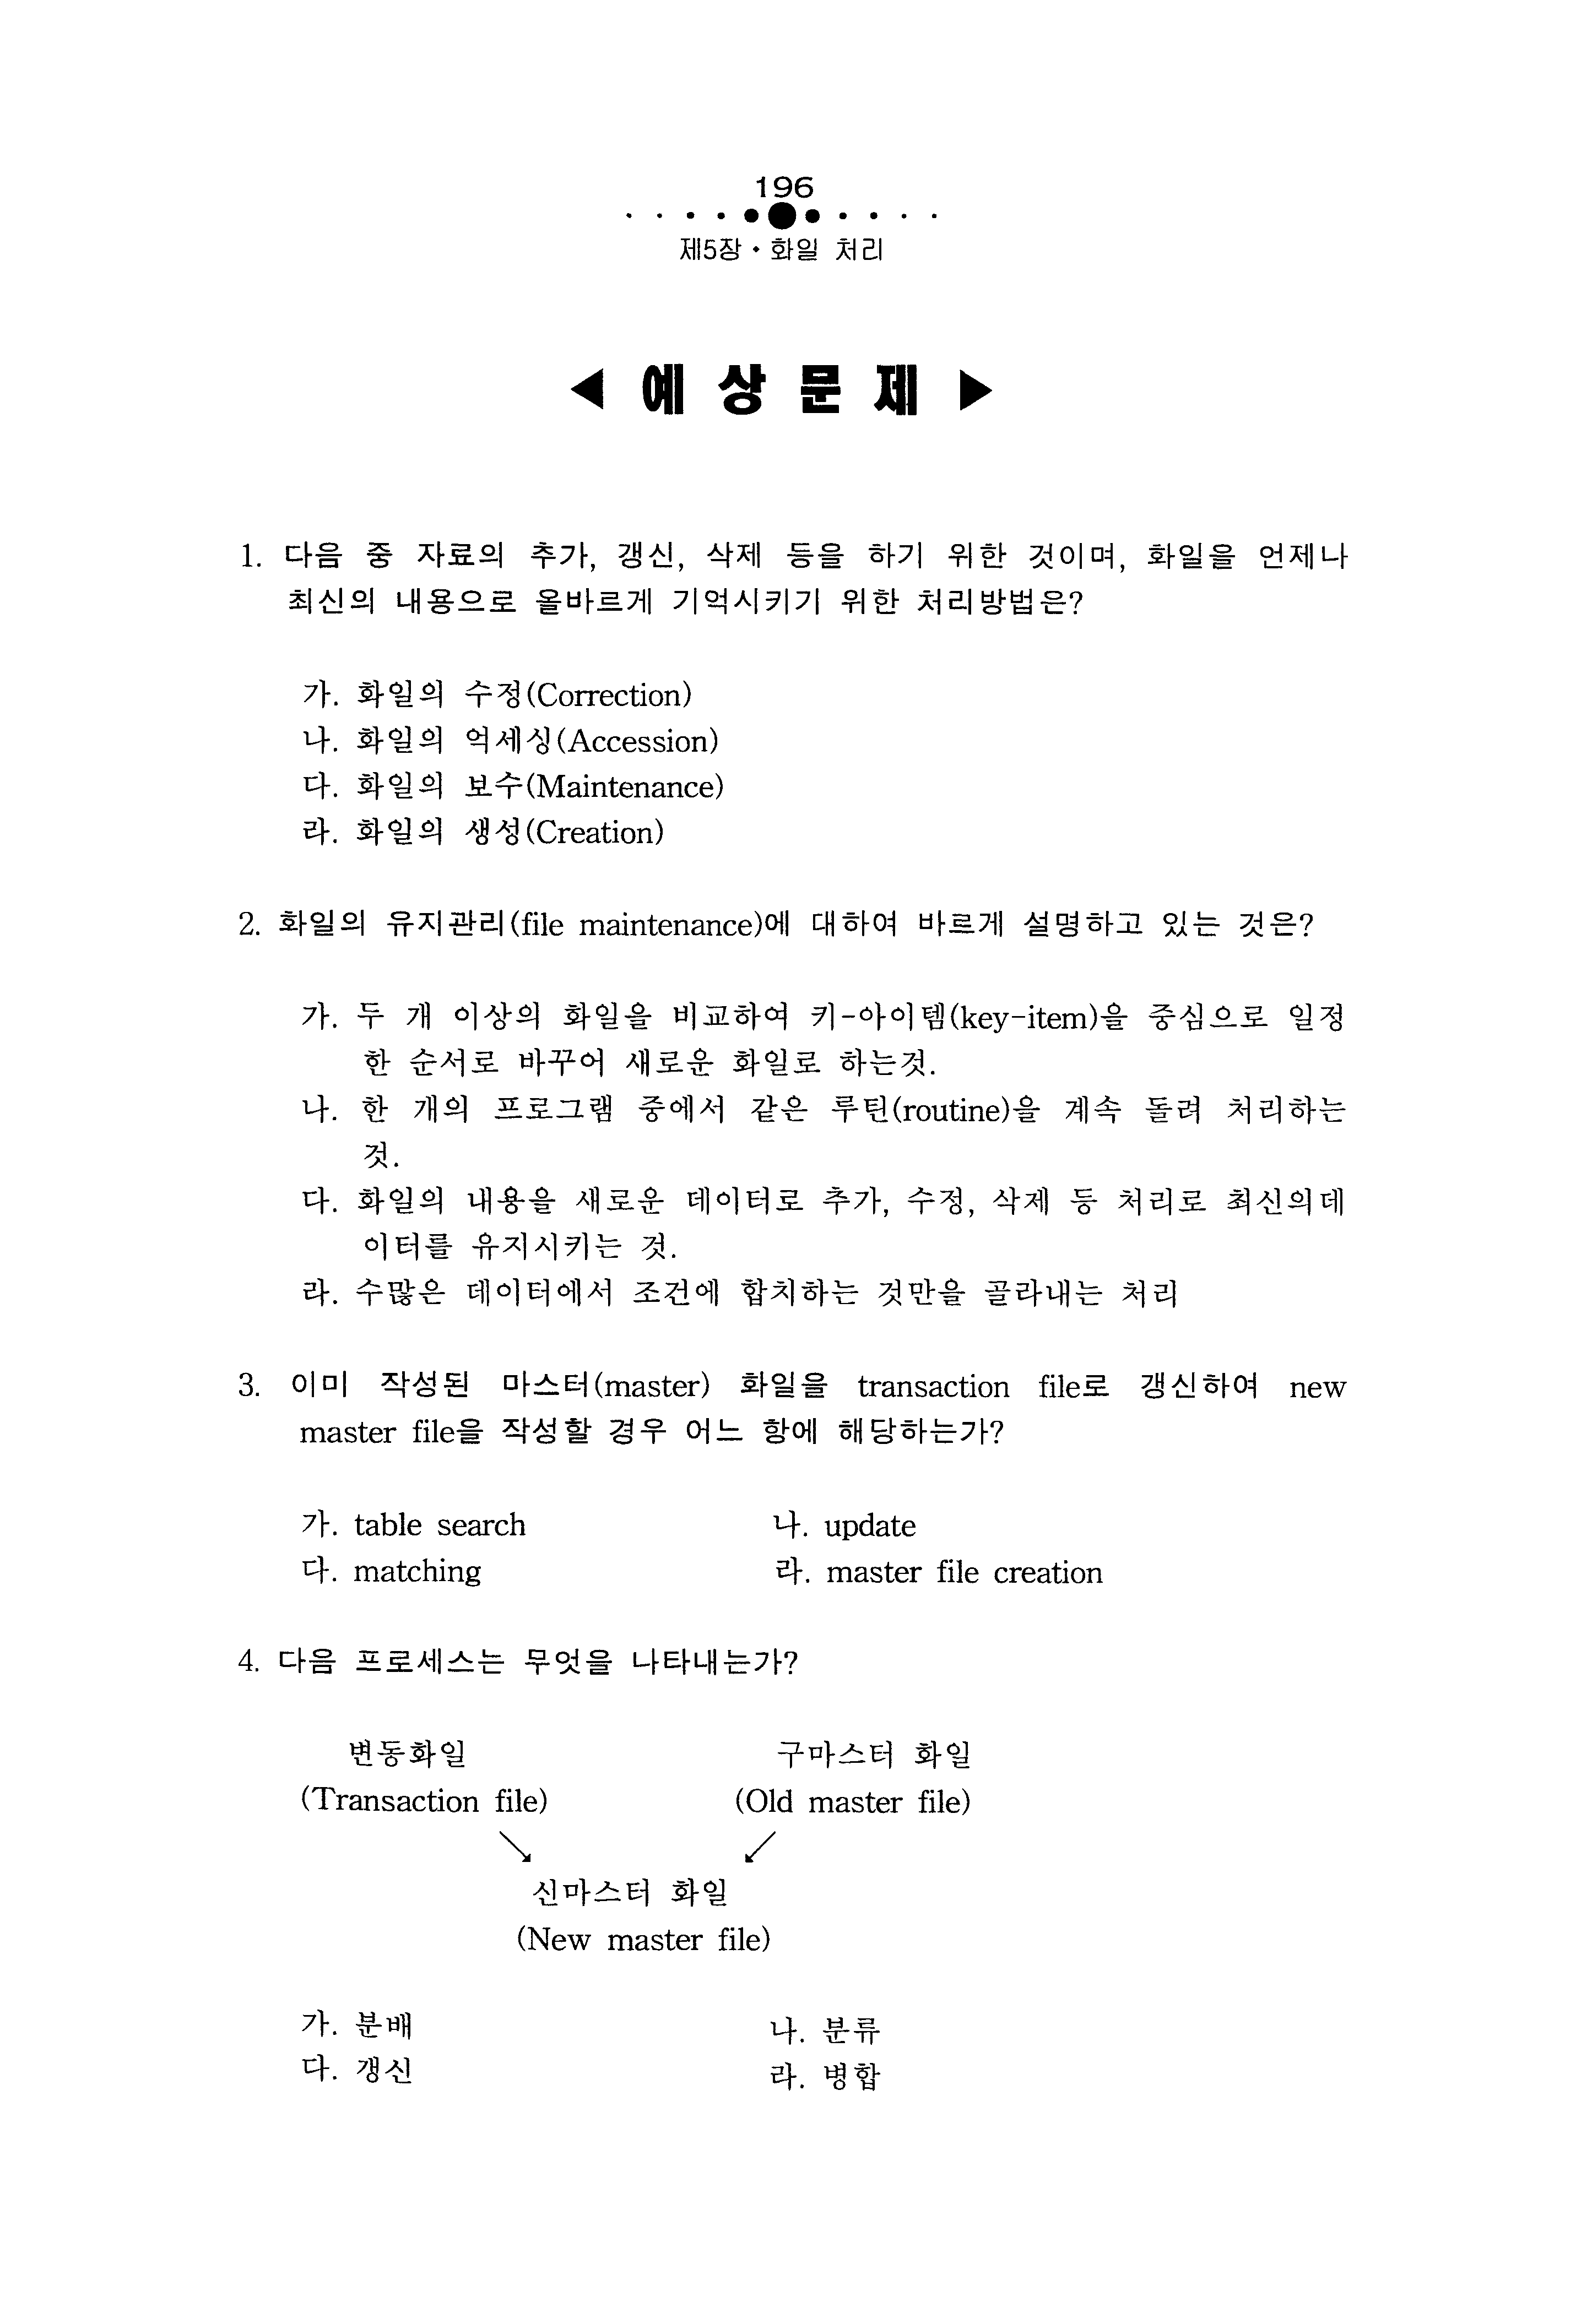 196
제5장 • 화일 처리
◀ 예 상 문 제 ▶
1. 다음 중 자료의 추가, 갱신, 삭제 등을 하기 위한 것이며, 화일을 언제나
최신의 내용으로 올바르게 기억시키기 위한 처리방법은?
가. 화일의 수정(Correction)
나. 화일의 억세싱(Accession)
다. 화일의 보수(Maintenance)
라. 화일의 생성(Creation)
2. 화일의 유지관리(file maintenance)에 대하여 바르게 설명하고 있는 것은?
가. 두 개 이상의 화일을 비교하여 키-아이템(key-item)을 중심으로 일정
한 순서로 바꾸어 새로운 화일로 하는것.
나. 한 개의 프로그램 중에서 같은 루틴(routine)을 계속 돌려 처리하는
것.
다. 화일의 내용을 새로운 데이터로 추가, 수정, 삭제 등 처리로 최신의데
이터를 유지시키는 것.
라. 수많은 데이터에서 조건에 합치하는 것만을 골라내는 처리
3. 이미 작성된 마스터(master) 화일을 transaction file로 갱신하여 new
master file을 작성할 경우 어느 항에 해당하는가?
가. table search 나. update
다. matching 라. master file creation
4. 다음 프로세스는 무엇을 나타내는가?
변동화일 구마스터 화일
(Transaction file) (Old master file)
↘ ↙
신마스터 화일
(New master file)
가. 분배 나. 분류
다. 갱신 라. 병합